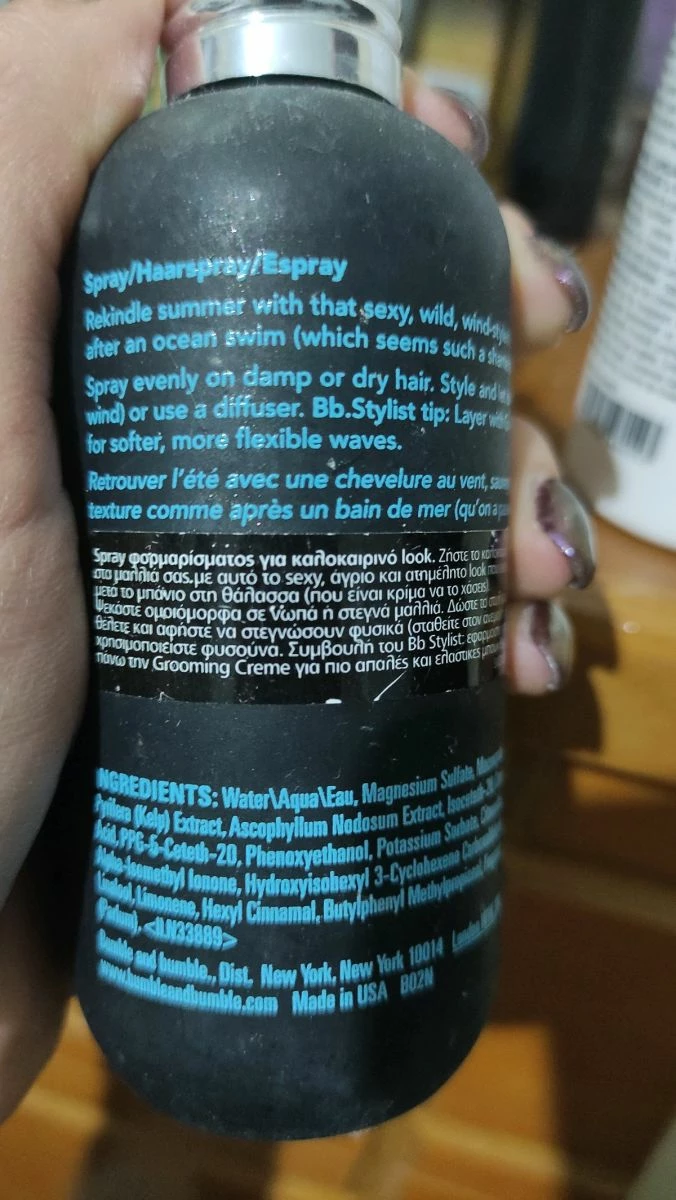 Spray/Haarspray/Espray
Rekindle summer with that sexy, wild,
after an ocean swim (which seems such a
Spray evenly on damp or dry hair. Style and
wind) or use a diffuser. Bb.Stylist tip: Layer with
for softer, more flexible waves.
Retrouver l'été avec une chevelure au vent,
texture comme après un bain de mer (qu'on a
Spray φορμαρίσματος για καλοκαιρινό look. Ζήστε το
στα μαλλιά σας με αυτό το sexy, άγριο και ατημέλητο look
μετά το μπάνιο στη θάλασσα (που είναι κρίμα να το χάσετε).
Ψεκάστε ομοιόμορφα σε νωπά ή στεγνά μαλλιά. Δώστε το
θέλετε και αφήστε να στεγνώσουν φυσικά (σταθείτε στον
χρησιμοποιείστε φυσούνα. Συμβουλή του Bb Stylist:
πάνω την Grooming Creme για πιο απαλές και ελαστικές
NGREDIENTS: Water\Aqua\Eau, Magnesium Sulfate,
Pyrifera (Kelp) Extract, Ascophyllum Nodosum Extract,
Acid, PPG-5-Ceteth-20, Phenoxyethanol, Potassium Sorbate,
Alpha-Isomethyl Ionone, Hydroxyisohexyl 3-Cyclohexene
Linalool, Limonene, Hexyl Cinnamal, Butylphenyl Methylpropional,
(Parfum), <ILN33889>
Bumble and bumble., Dist. New York, New York 10014 London
www.bumbleandbumble.com Made in USA B02N